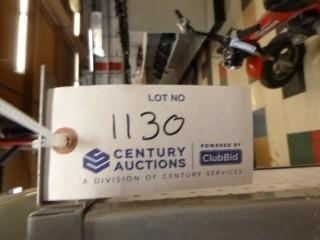 LOT NO
1130
CENTURY AUCTIONS
POWERED BY
ClubBid
A DIVISION OF CENTURY SERVICES